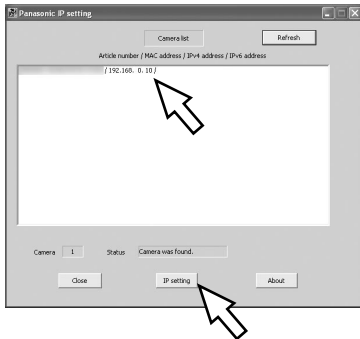 Panasonic IP setting
Camera list
Refresh
Article number / MAC address / IPv4 address / IPv6 address
/ 192.168. 0. 10 /
Camera 1 Status Camera was found.
Close IP setting About